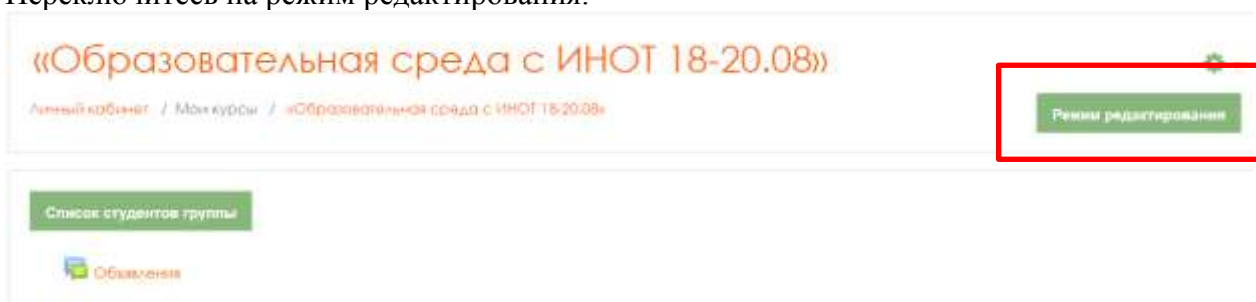 Переключитесь на режим редактирования.
«Образовательная среда с ИНОТ 18-20.08»
Личный кабинет / Мои курсы / «Образовательная среда с ИНОТ 18-20.08»
Режим редактирования
Список студентов группы
Объявления